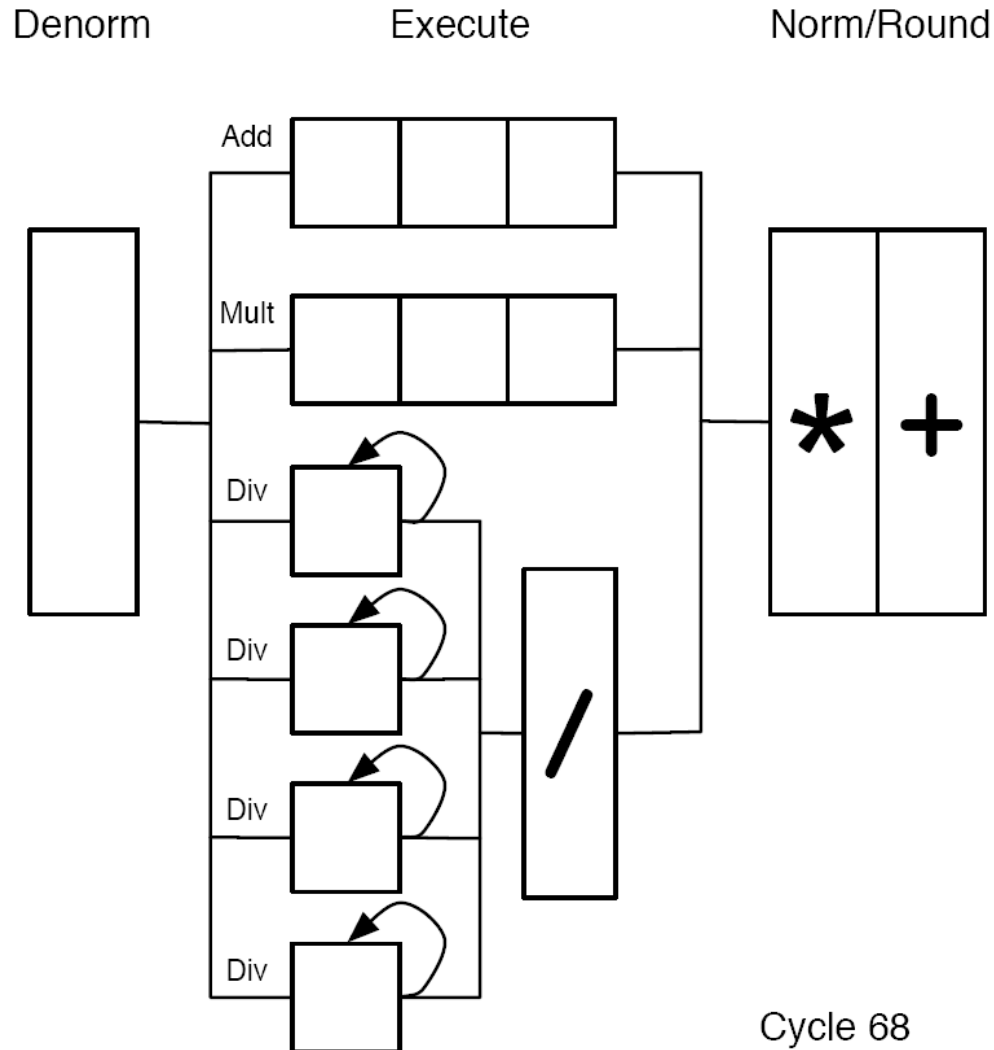 Denorm Execute Norm/Round
Add
Mult
* +
Div
Div
/
Div
Div
Cycle 68